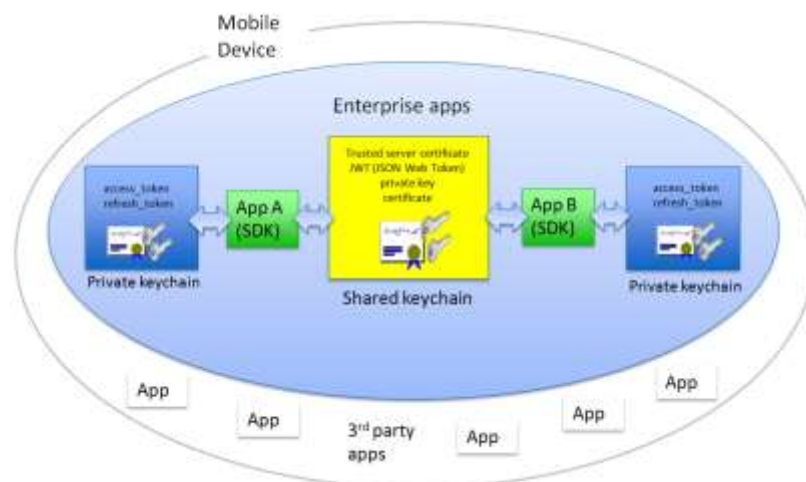 Mobile
Device
Enterprise apps
Trusted server certificate
JWT (JSON Web Token)
private key
certificate
access_token
refresh_token
App A
(SDK)
App B
(SDK)
access_token
refresh_token
Private keychain
Shared keychain
Private keychain
App
App
3rd party
apps
App
App
App